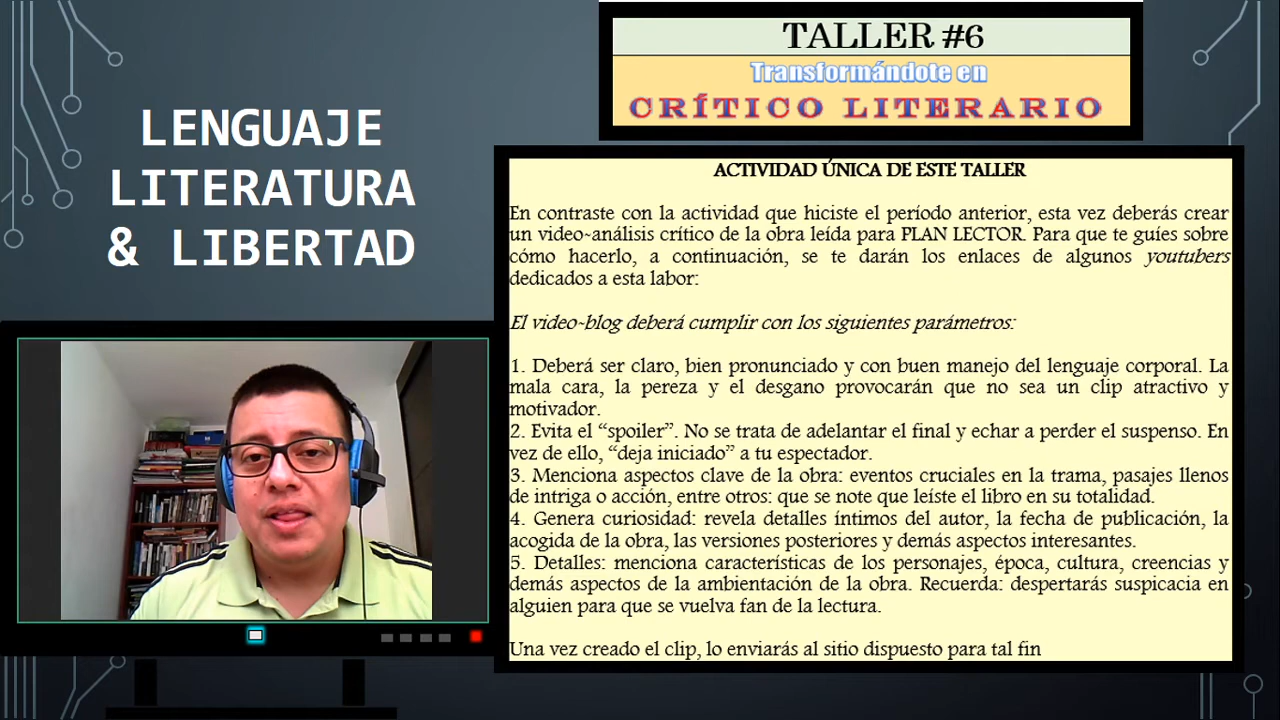 LENGUAJE
LITERATURA
& LIBERTAD
TALLER #6
Transformándote en
CRÍTICO LITERARIO
ACTIVIDAD ÚNICA DE ESTE TALLER
En contraste con la actividad que hiciste el período anterior, esta vez deberás crear
un video-análisis crítico de la obra leída para PLAN LECTOR. Para que te guíes sobre
cómo hacerlo, a continuación, se te darán los enlaces de algunos youtubers
dedicados a esta labor:
El video-blog deberá cumplir con los siguientes parámetros:
1. Deberá ser claro, bien pronunciado y con buen manejo del lenguaje corporal. La
mala cara, la pereza y el desgano provocarán que no sea un clip atractivo y
motivador.
2. Evita el “spoiler”. No se trata de adelantar el final y echar a perder el suspenso. En
vez de ello, “deja iniciado” a tu espectador.
3. Menciona aspectos clave de la obra: eventos cruciales en la trama, pasajes llenos
de intriga o acción, entre otros: que se note que leíste el libro en su totalidad.
4. Genera curiosidad: revela detalles íntimos del autor, la fecha de publicación, la
acogida de la obra, las versiones posteriores y demás aspectos interesantes.
5. Detalles: menciona características de los personajes, época, cultura, creencias y
demás aspectos de la ambientación de la obra. Recuerda: despertarás suspicacia en
alguien para que se vuelva fan de la lectura.
Una vez creado el clip, lo enviarás al sitio dispuesto para tal fin